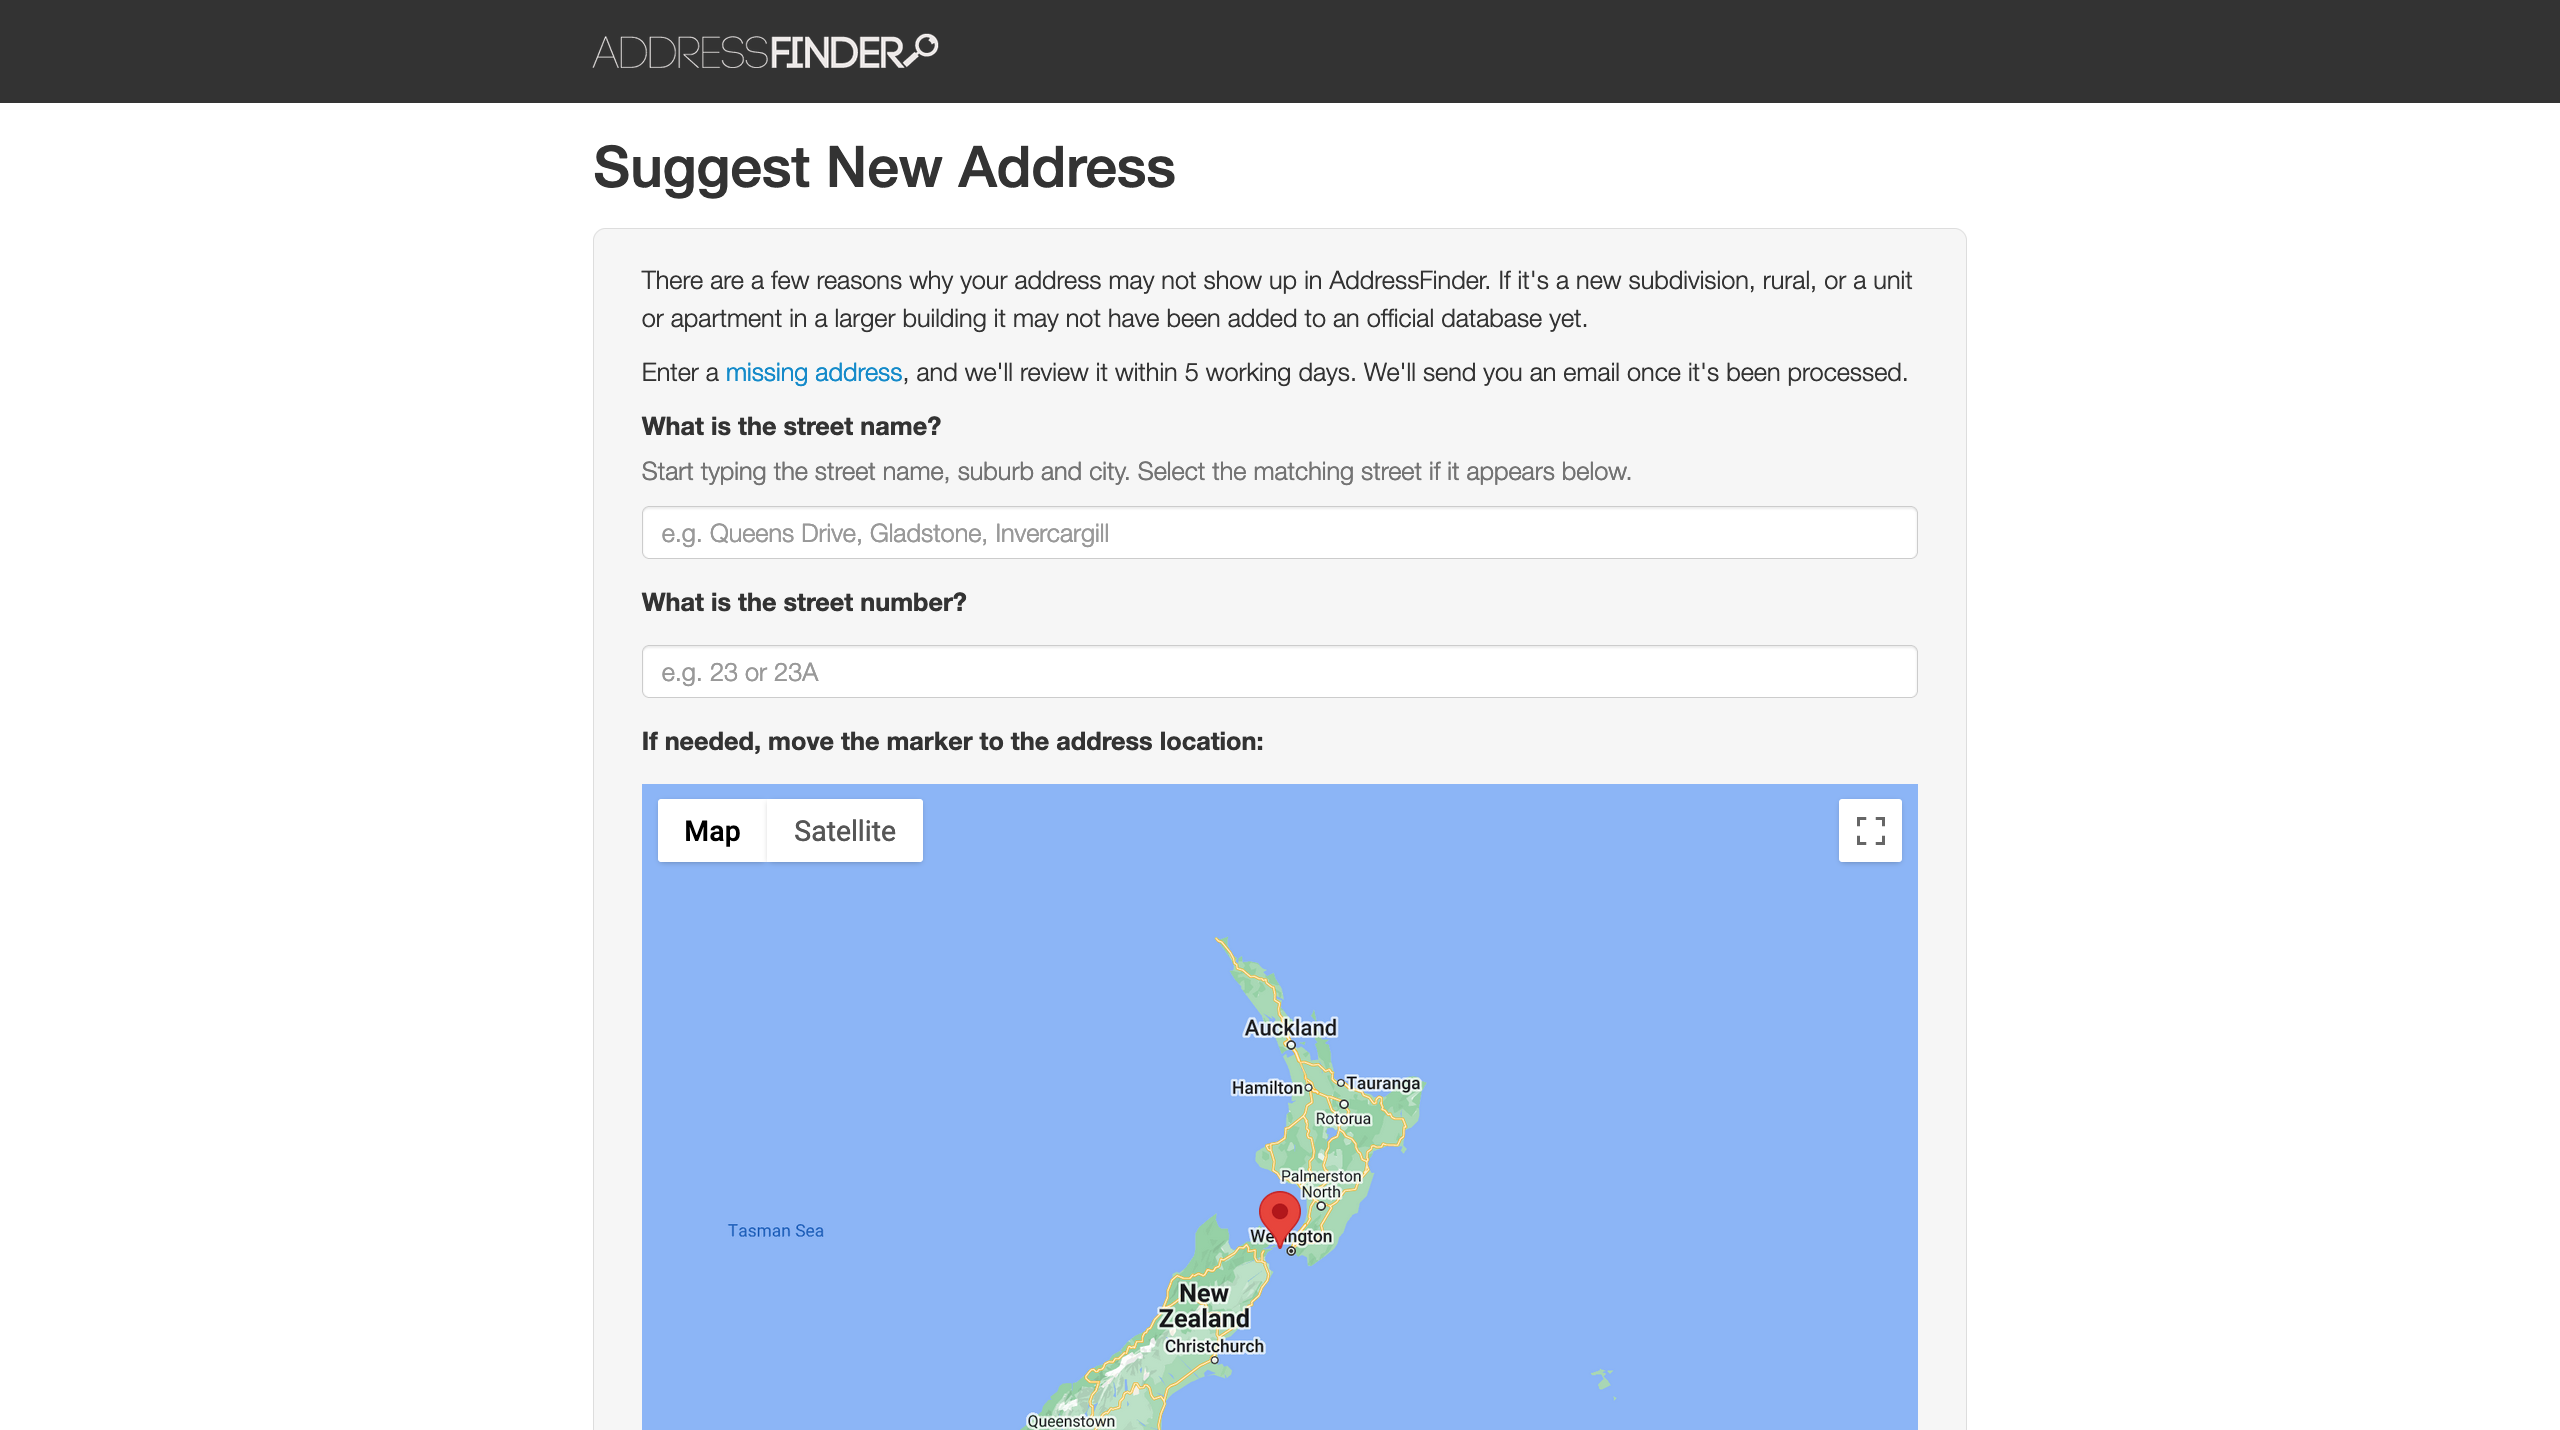 ADDRESSFINDER
Suggest New Address
There are a few reasons why your address may not show up in AddressFinder. If it's a new subdivision, rural, or a unit
or apartment in a larger building it may not have been added to an official database yet.
Enter a missing address, and we'll review it within 5 working days. We'll send you an email once it's been processed.
What is the street name?
Start typing the street name, suburb and city. Select the matching street if it appears below.
e.g. Queens Drive, Gladstone, Invercargill
What is the street number?
e.g. 23 or 23A
If needed, move the marker to the address location:
Map Satellite
Auckland
Hamilton
Tauranga
Rotorua
Palmerston
North
Tasman Sea
New
Zealand
Christchurch
Queenstown